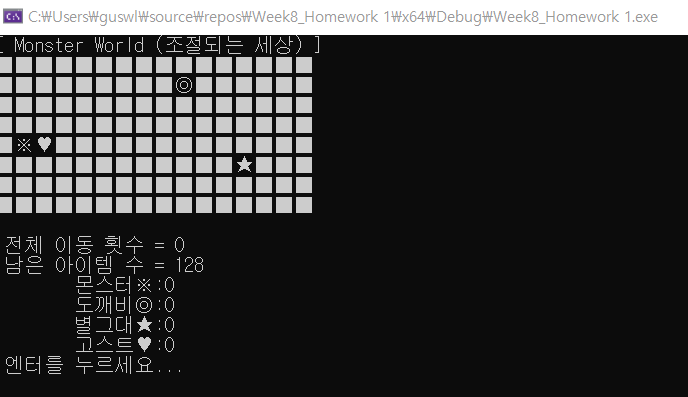 C:\Users\guswl\source\repos\Week8_Homework 1\x64\Debug\Week8_Homework 1.exe
[ Monster World (조절되는 세상) ]
■■■■■■■■■■■■■■■■
■■■■■■■■■◎■■■■■■
■■■■■■■■■■■■■■■■
■■■■■■■■■■■■■■■■
■※♥■■■■■■■■■■■■■
■■■■■■■■■■■■★■■■
■■■■■■■■■■■■■■■■
■■■■■■■■■■■■■■■■
전체 이동 횟수 = 0
남은 아이템 수 = 128
몬스터※:0
도깨비◎:0
별그대★:0
고스트♥:0
엔터를 누르세요...